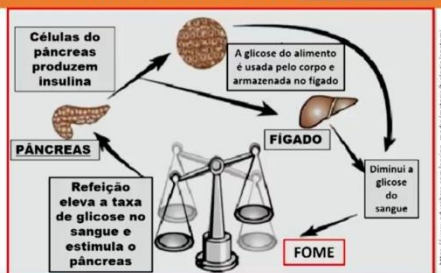 Células do
pâncreas
produzem
insulina
A glicose do alimento
é usada pelo corpo e
armazenada no fígado
PÂNCREAS
FÍGADO
Refeição
eleva a taxa
de glicose no
sangue e
estimula o
pâncreas
Diminui a
glicose
do
sangue
FOME